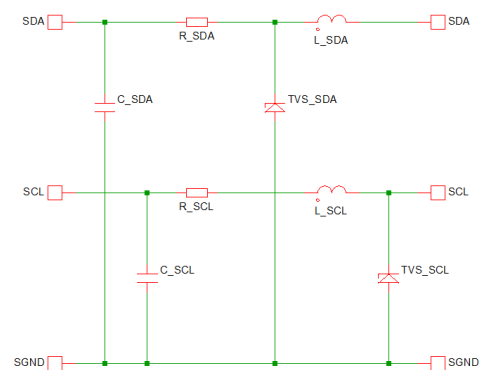 SDA SDA
R_SDA L_SDA
C_SDA TVS_SDA
SCL SCL
R_SCL L_SCL
C_SCL TVS_SCL
SGND SGND